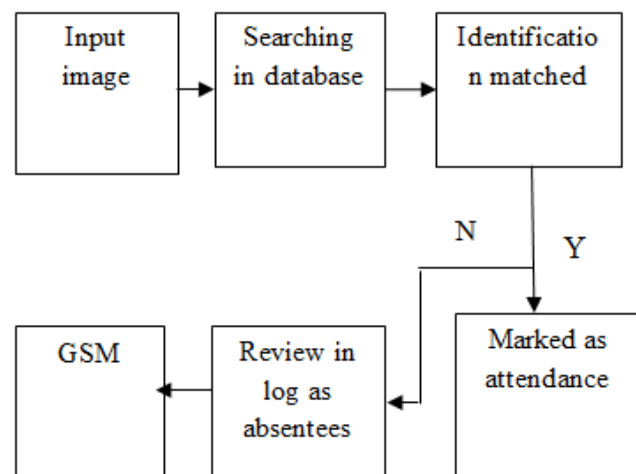 Input
image
Searching
in database
Identificatio
n matched
N
Y
GSM
Review in
log as
absentees
Marked as
attendance